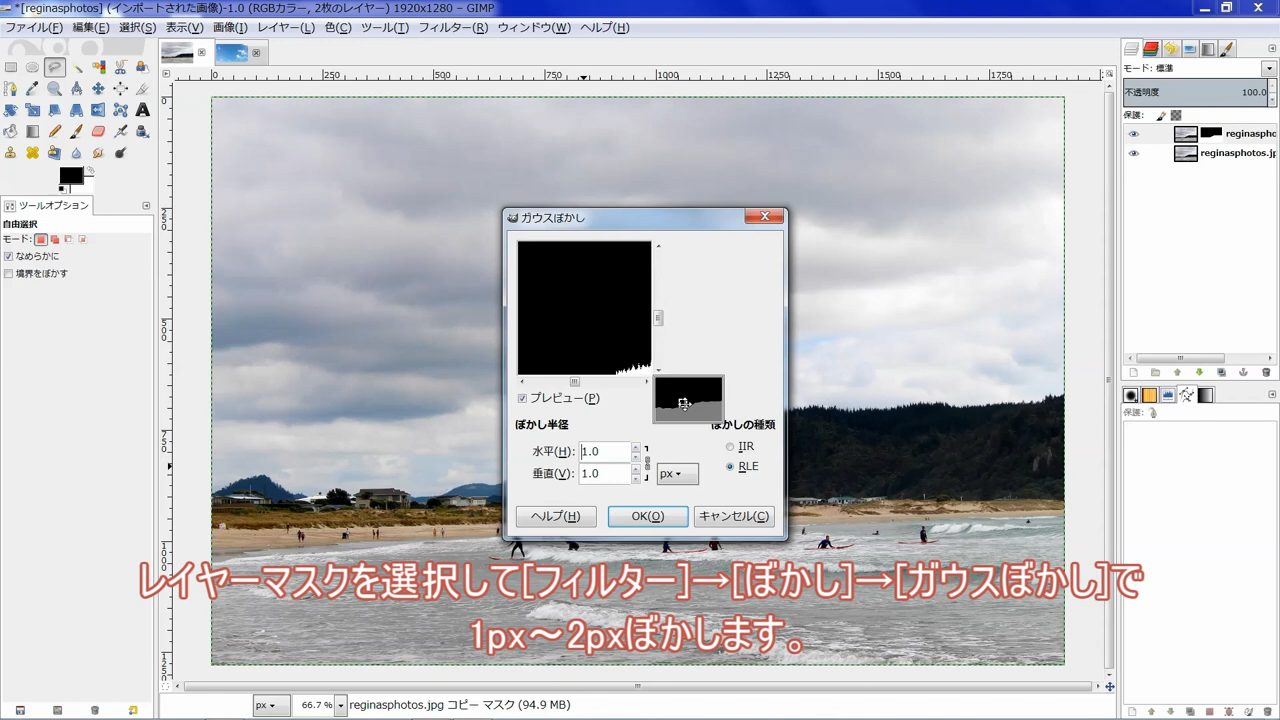 *[reginasphotos] (インポートされた画像)-1.0 (RGBカラー, 2枚のレイヤー) 1920x1280 – GIMP
ファイル(F) 編集(E) 選択(S) 表示(V) 画像(I) レイヤー(L) 色(C) ツール(T) フィルター(R) ウィンドウ(W) ヘルプ(H)
0 250 500 750 1000 1250 1500 1750
モード: 標準
不透明度 100.0
保護:
reginaspho
reginasphotos.jp
ツールオプション
自由選択
モード:
なめらかに
境界をぼかす
ガウスぼかし
プレビュー(P)
ぼかし半径
ぼかしの種類
水平(H): 1.0
IIR
垂直(V): 1.0
px
RLE
ヘルプ(H) OK(O) キャンセル(C)
保護:
レイヤーマスクを選択して[フィルター]→[ぼかし]→[ガウスぼかし]で
1px～2pxぼかします。
px 66.7 % reginasphotos.jpg コピー マスク (94.9 MB)